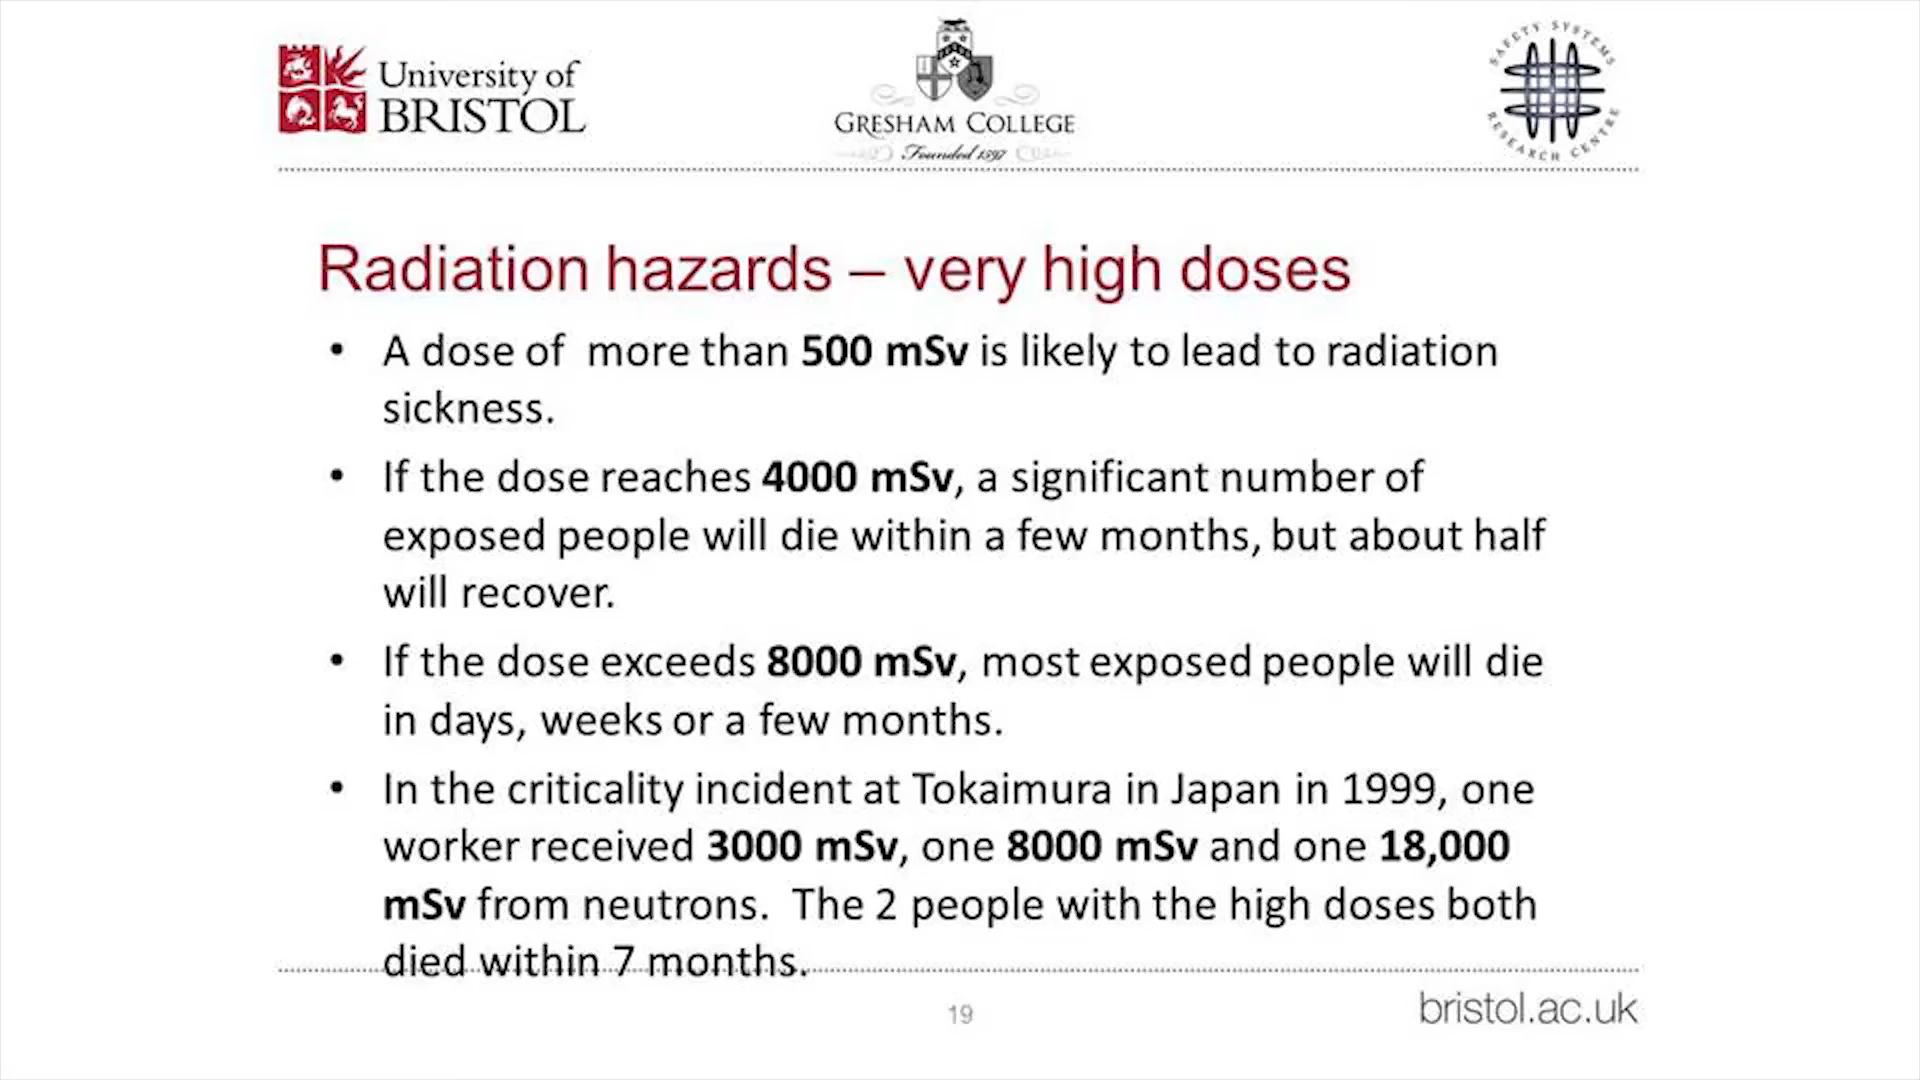 University of
BRISTOL
GRESHAM COLLEGE
Founded 1597
SAFETY SYSTEMS
RESEARCH CENTRE
Radiation hazards – very high doses
• A dose of  more than 500 mSv is likely to lead to radiation
sickness.
• If the dose reaches 4000 mSv, a significant number of
exposed people will die within a few months, but about half
will recover.
• If the dose exceeds 8000 mSv, most exposed people will die
in days, weeks or a few months.
• In the criticality incident at Tokaimura in Japan in 1999, one
worker received 3000 mSv, one 8000 mSv and one 18,000
mSv from neutrons.  The 2 people with the high doses both
died within 7 months.
19
bristol.ac.uk